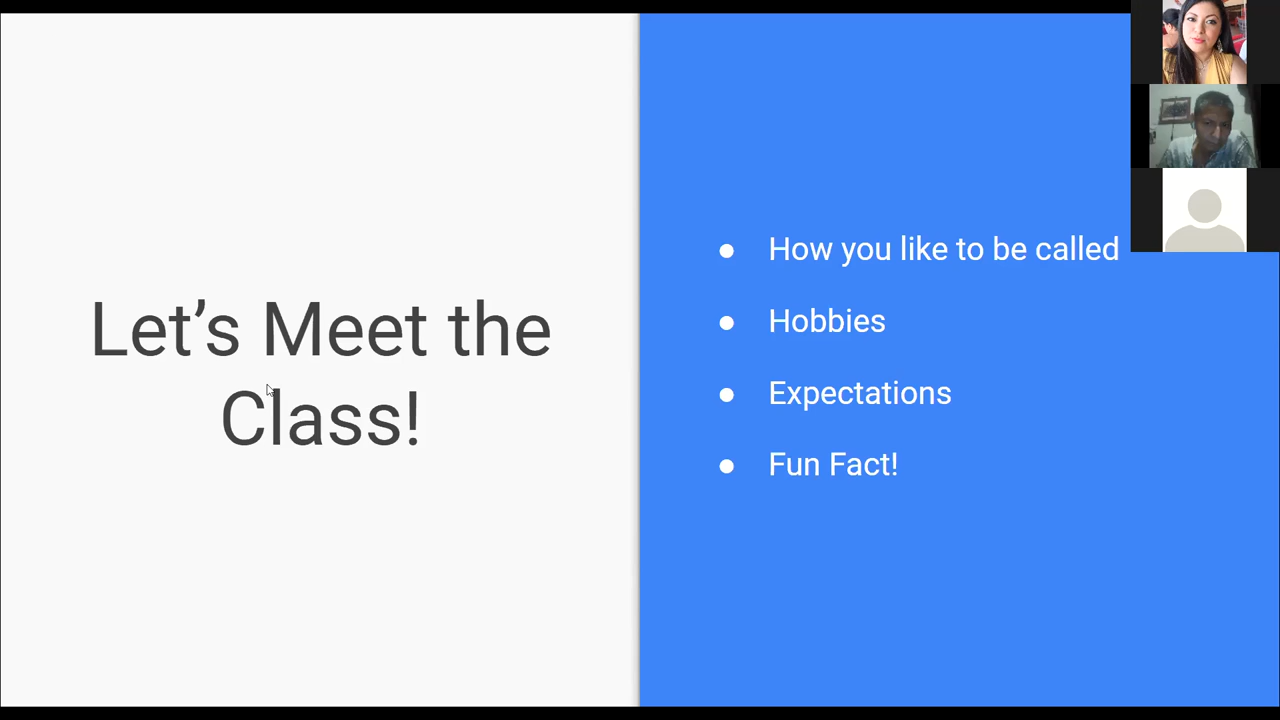 Let’s Meet the
Class!
● How you like to be called
● Hobbies
● Expectations
● Fun Fact!